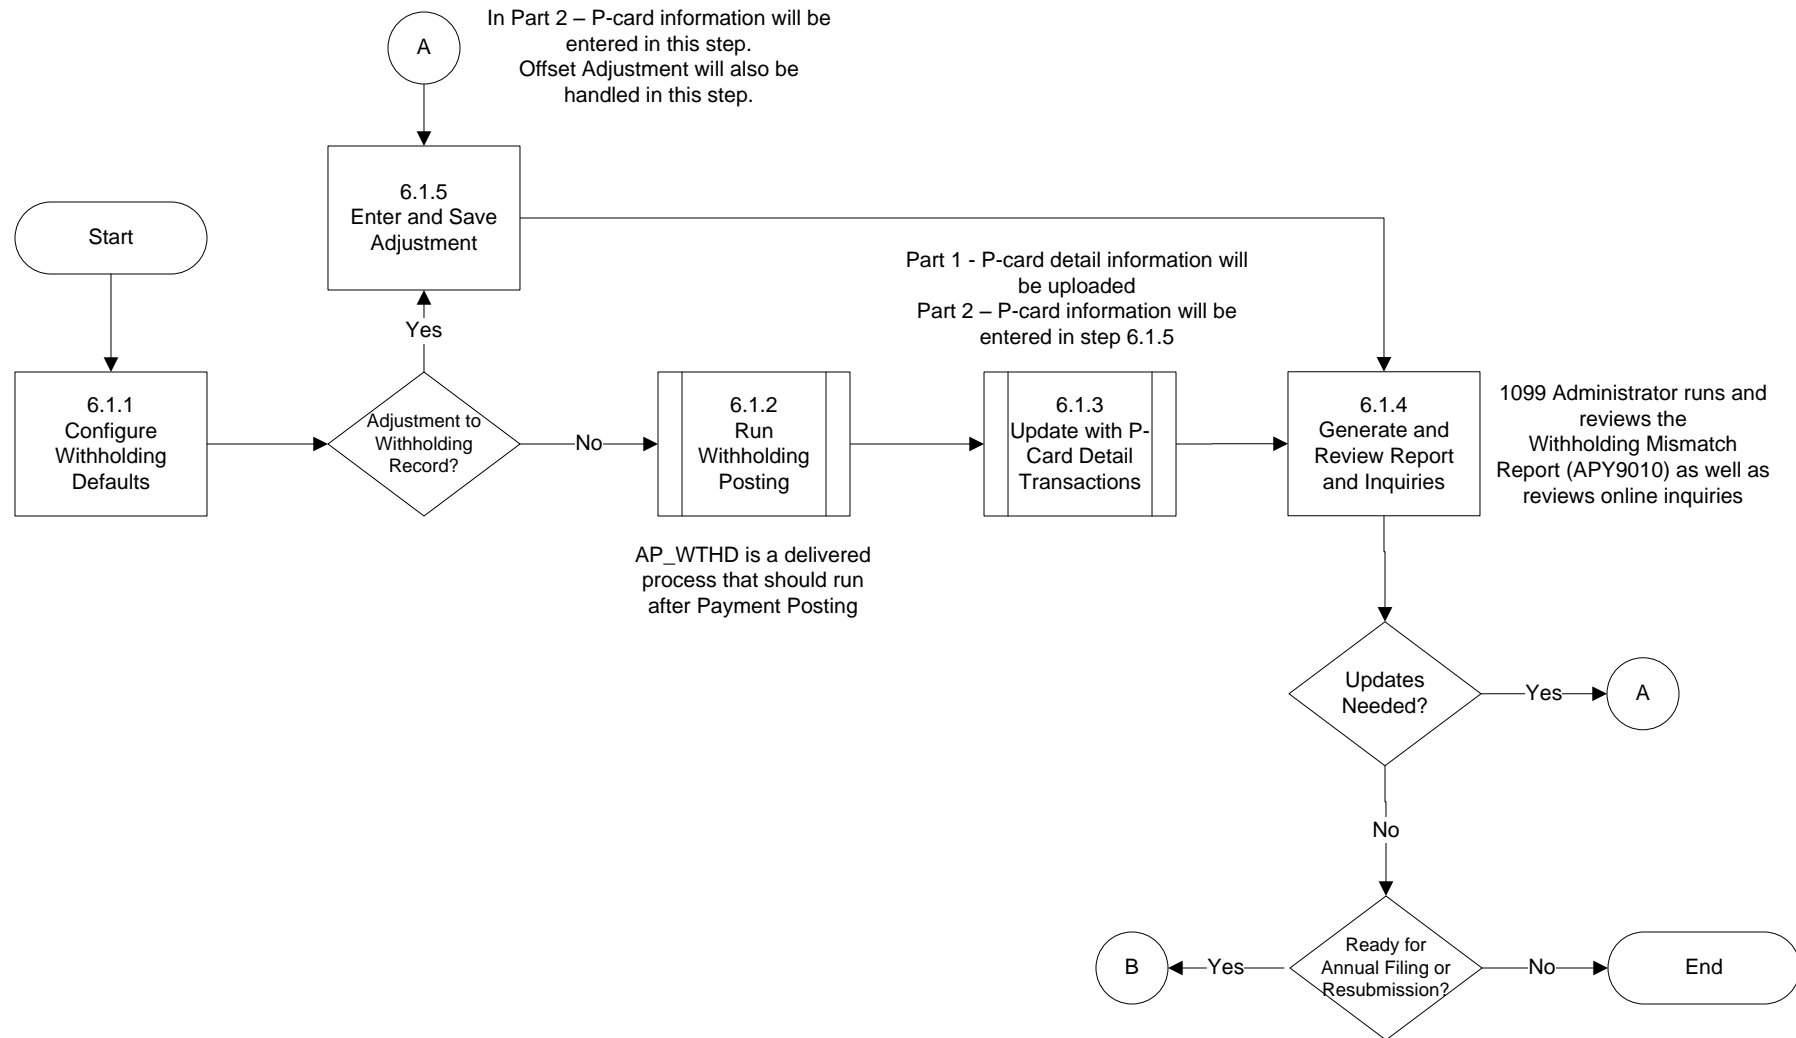 A
In Part 2 – P-card information will be
entered in this step.
Offset Adjustment will also be
handled in this step.
6.1.5
Enter and Save
Adjustment
Start
Part 1 - P-card detail information will
be uploaded
Part 2 – P-card information will be
entered in step 6.1.5
Yes
6.1.1
Configure
Withholding
Defaults
Adjustment to
Withholding
Record?
No
6.1.2
Run
Withholding
Posting
6.1.3
Update with P-
Card Detail
Transactions
6.1.4
Generate and
Review Report
and Inquiries
1099 Administrator runs and
reviews the
Withholding Mismatch
Report (APY9010) as well as
reviews online inquiries
AP_WTHD is a delivered
process that should run
after Payment Posting
Updates
Needed?
Yes
A
No
B
Yes
Ready for
Annual Filing or
Resubmission?
No
End